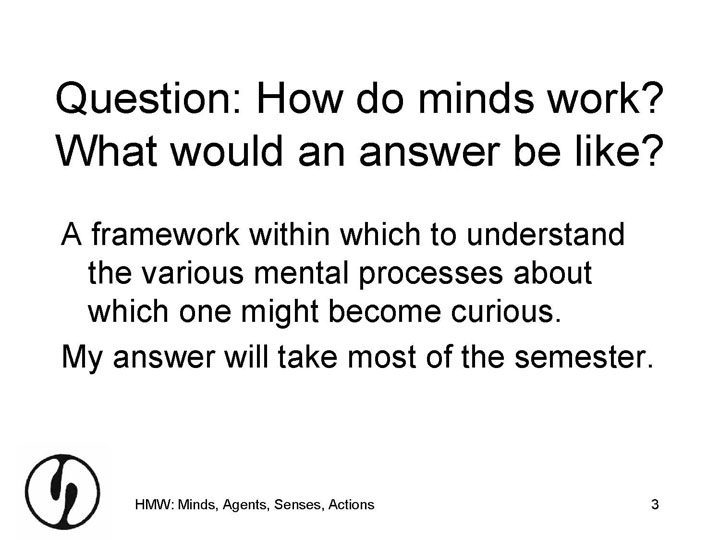 Question: How do minds work?
What would an answer be like?
A framework within which to understand
the various mental processes about
which one might become curious.
My answer will take most of the semester.
HMW: Minds, Agents, Senses, Actions
3